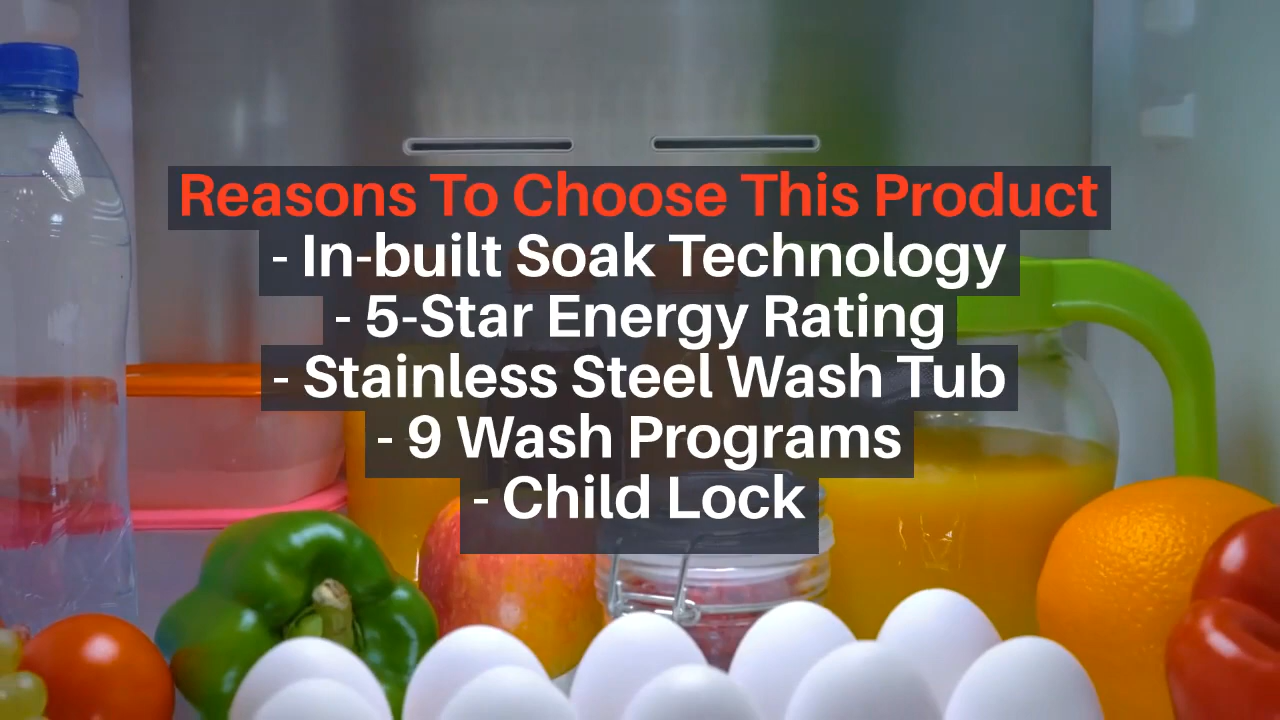 Reasons To Choose This Product
- In-built Soak Technology
- 5-Star Energy Rating
- Stainless Steel Wash Tub
- 9 Wash Programs
- Child Lock